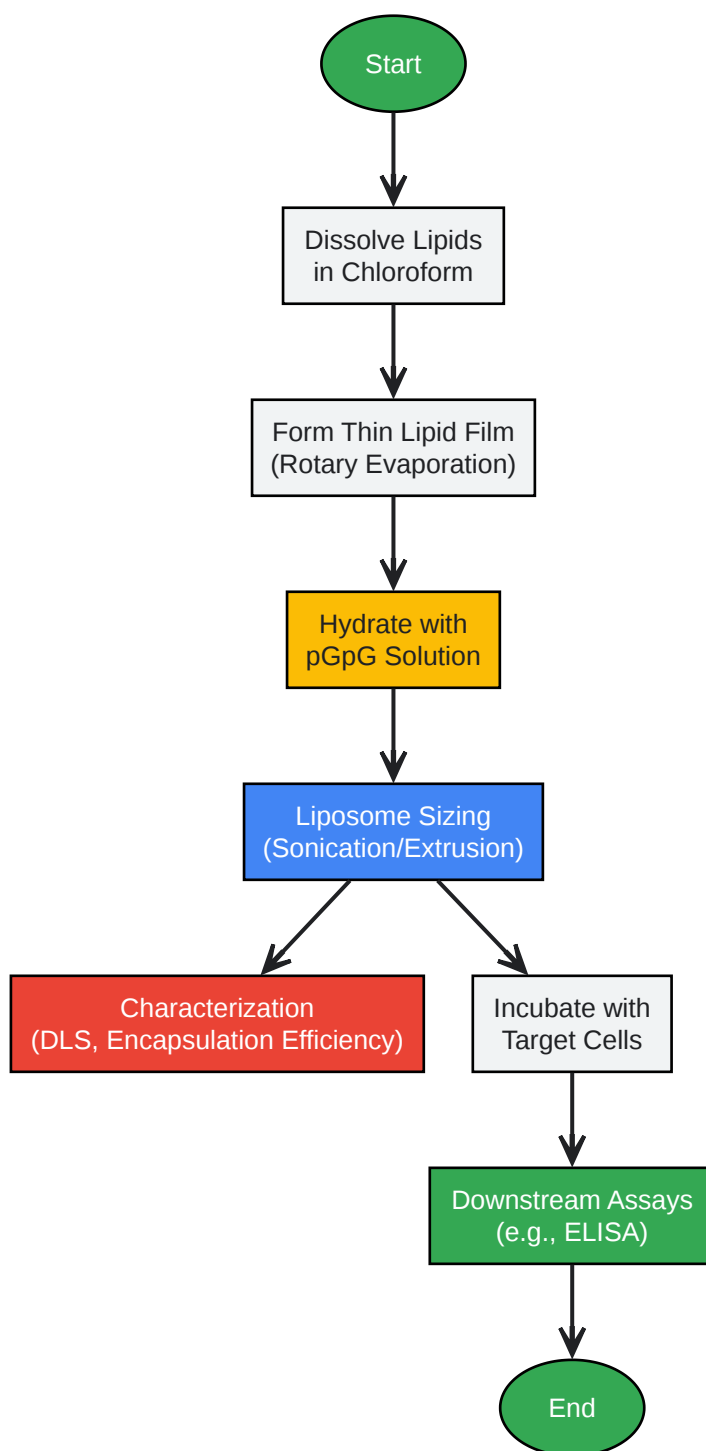 Start
Dissolve Lipids
in Chloroform
Form Thin Lipid Film
(Rotary Evaporation)
Hydrate with
pGpG Solution
Liposome Sizing
(Sonication/Extrusion)
Characterization
(DLS, Encapsulation Efficiency)
Incubate with
Target Cells
Downstream Assays
(e.g., ELISA)
End